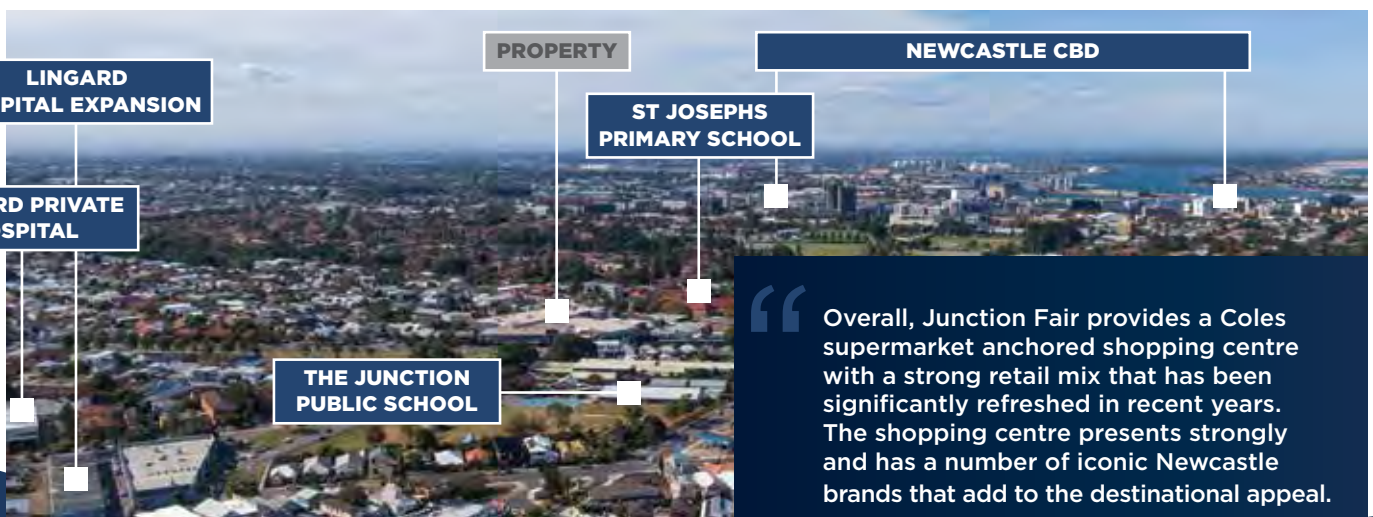 PROPERTY
NEWCASTLE CBD
LINGARD
PITAL EXPANSION
ST JOSEPHS
PRIMARY SCHOOL
RD PRIVATE
SPITAL
THE JUNCTION
PUBLIC SCHOOL
“
Overall, Junction Fair provides a Coles
supermarket anchored shopping centre
with a strong retail mix that has been
significantly refreshed in recent years.
The shopping centre presents strongly
and has a number of iconic Newcastle
brands that add to the destinational appeal.